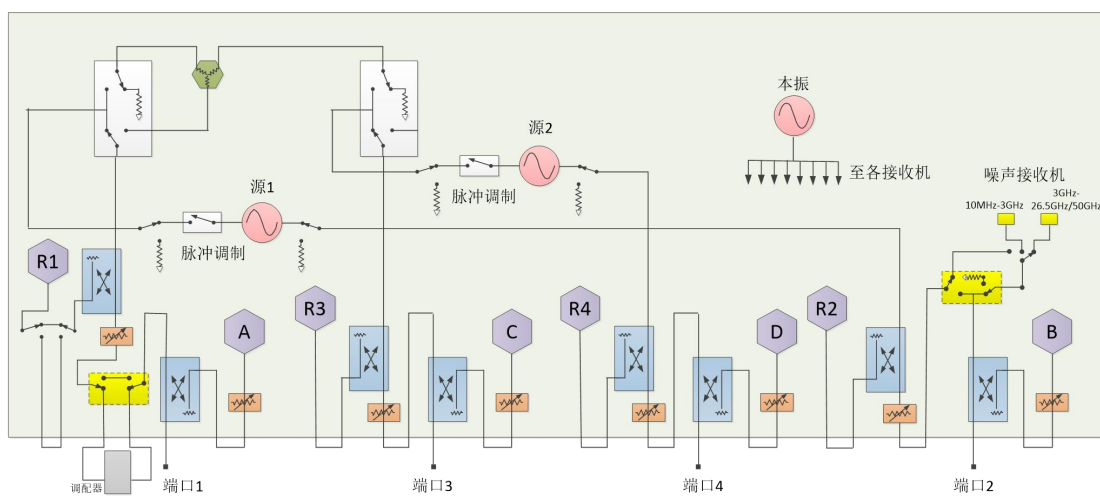 本振
源2
至各接收机
噪声接收机
3GHz-
10MHz-3GHz
26.5GHz/50GHz
脉冲调制
源1
脉冲调制
R1
R3
R4
R2
A
C
D
B
调配器
端口1
端口3
端口4
端口2